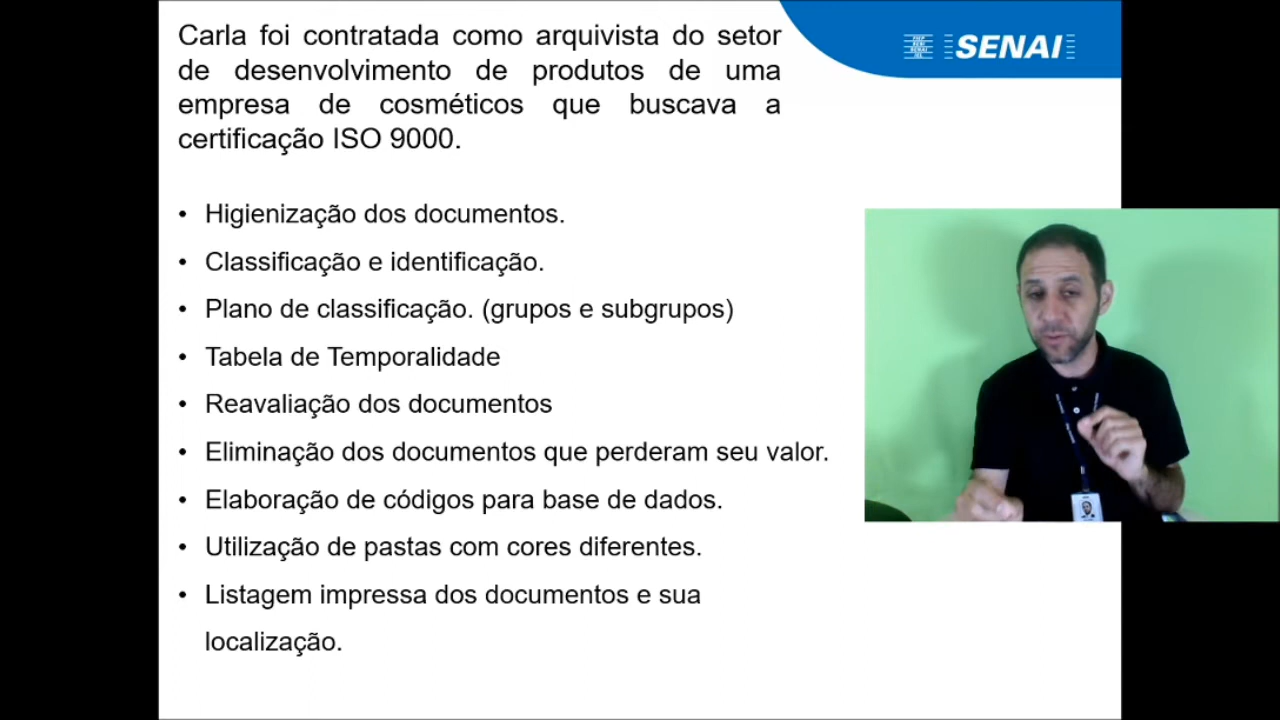 Carla foi contratada como arquivista do setor
de desenvolvimento de produtos de uma
empresa de cosméticos que buscava a
certificação ISO 9000.
SENAI
• Higienização dos documentos.
• Classificação e identificação.
• Plano de classificação. (grupos e subgrupos)
• Tabela de Temporalidade
• Reavaliação dos documentos
• Eliminação dos documentos que perderam seu valor.
• Elaboração de códigos para base de dados.
• Utilização de pastas com cores diferentes.
• Listagem impressa dos documentos e sua
localização.